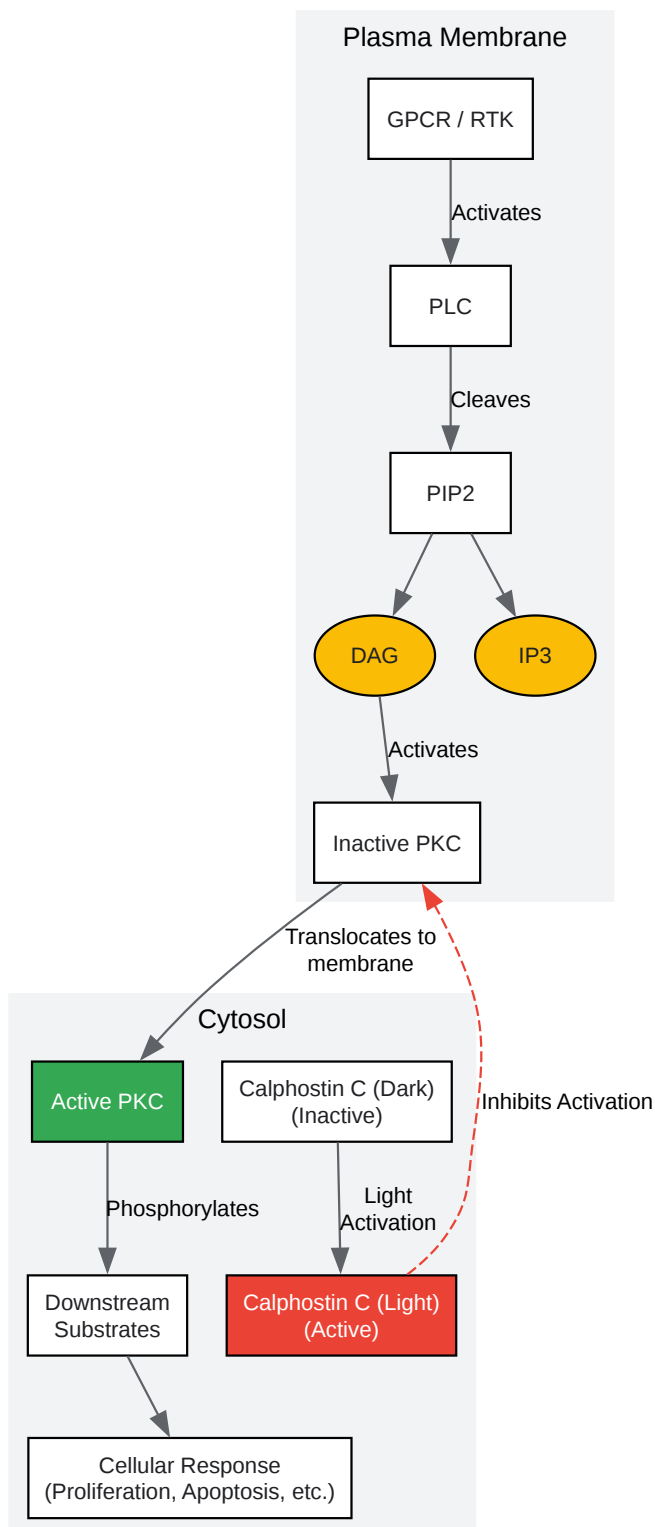 Plasma Membrane
GPCR / RTK
Activates
PLC
Cleaves
PIP2
DAG
IP3
Activates
Inactive PKC
Translocates to
membrane
Cytosol
Active PKC
Calphostin C (Dark)
(Inactive)
Inhibits Activation
Phosphorylates
Light
Activation
Downstream
Substrates
Calphostin C (Light)
(Active)
Cellular Response
(Proliferation, Apoptosis, etc.)